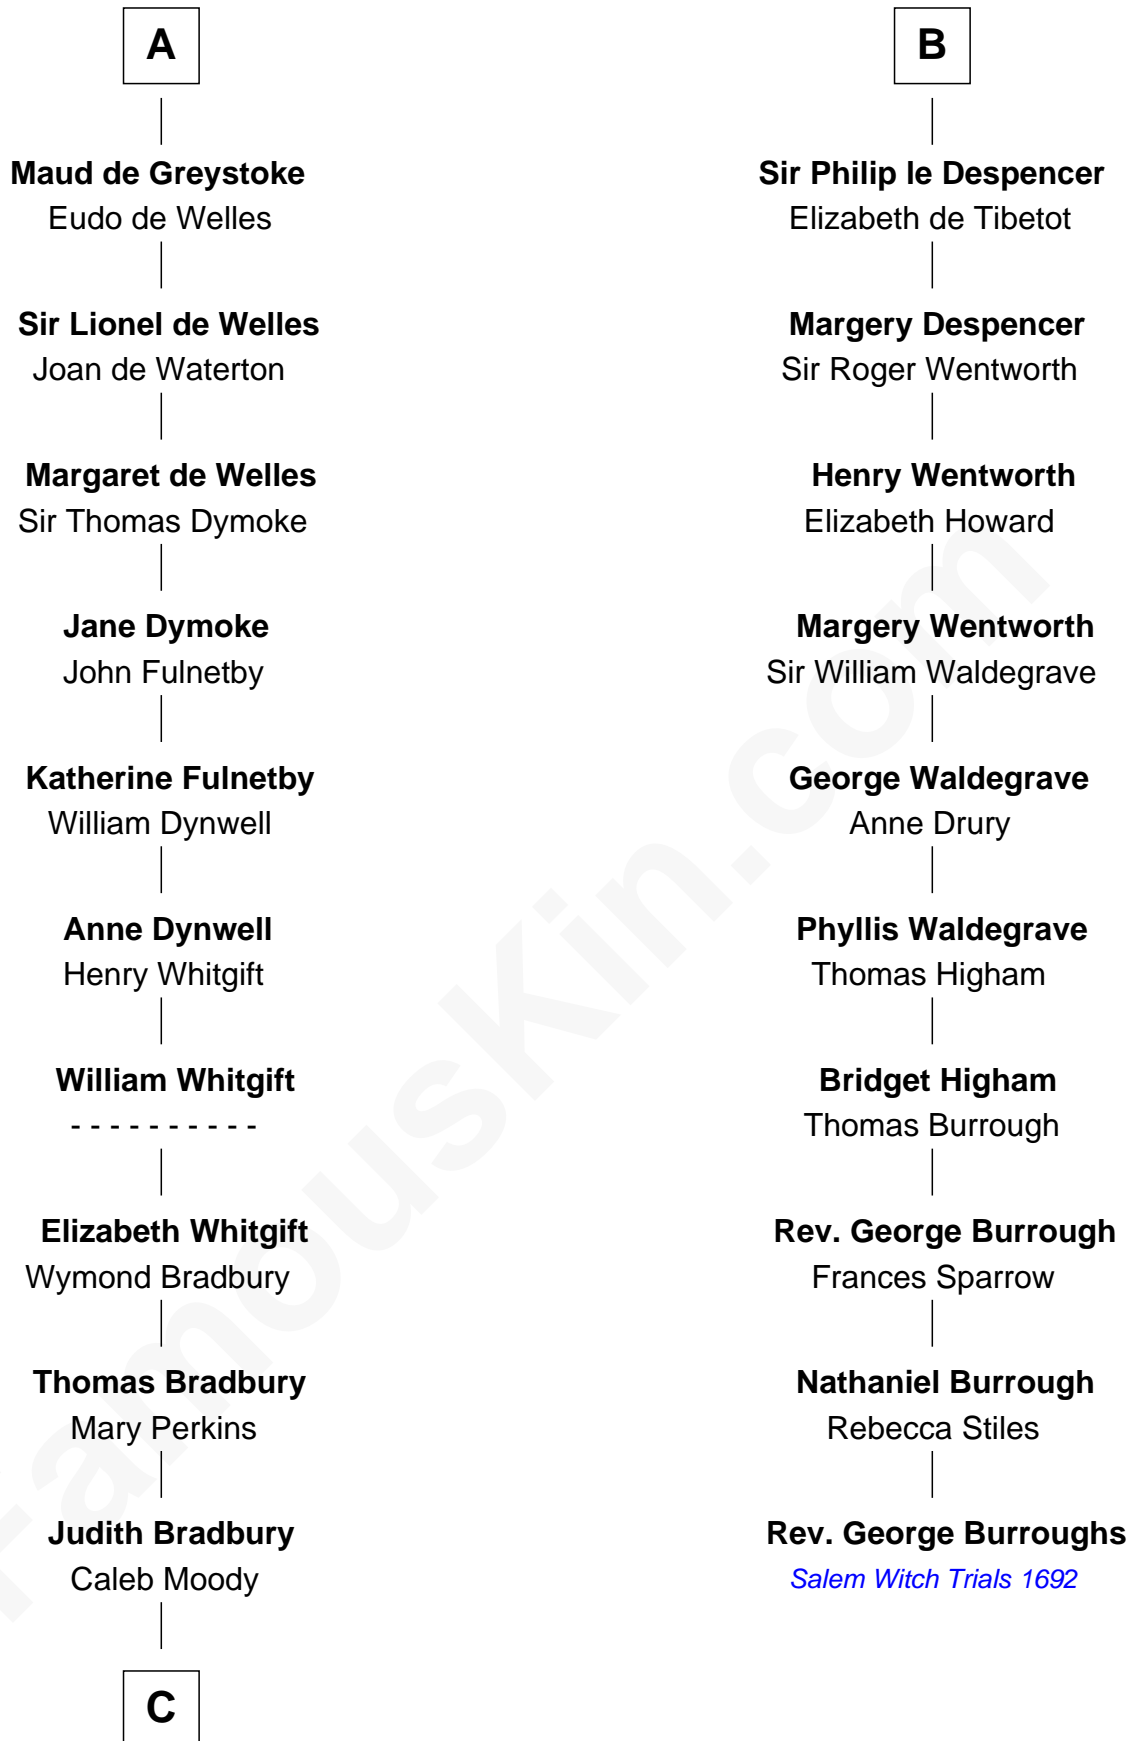 A
Maud de Greystoke
Eudo de Welles
Sir Lionel de Welles
Joan de Waterton
Margaret de Welles
Sir Thomas Dymoke
Jane Dymoke
John Fulnetby
Katherine Fulnetby
William Dynwell
Anne Dynwell
Henry Whitgift
William Whitgift
- - - - - - - - - -
Elizabeth Whitgift
Wymond Bradbury
Thomas Bradbury
Mary Perkins
Judith Bradbury
Caleb Moody
C
B
Sir Philip le Despencer
Elizabeth de Tibetot
Margery Despencer
Sir Roger Wentworth
Henry Wentworth
Elizabeth Howard
Margery Wentworth
Sir William Waldegrave
George Waldegrave
Anne Drury
Phyllis Waldegrave
Thomas Higham
Bridget Higham
Thomas Burrough
Rev. George Burrough
Frances Sparrow
Nathaniel Burrough
Rebecca Stiles
Rev. George Burroughs
Salem Witch Trials 1692
FamousKin.com